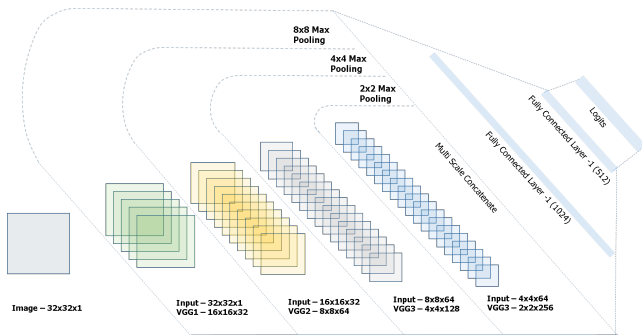 8x8 Max
Pooling
4x4 Max
Pooling
2x2 Max
Pooling
Multi Scale Concatenate
Fully Connected Layer -1 (1024)
Fully Connected Layer -1 (512)
Logits
Image – 32x32x1
Input – 32x32x1
VGG1 – 16x16x32
Input – 16x16x32
VGG2 – 8x8x64
Input – 8x8x64
VGG3 – 4x4x128
Input – 4x4x64
VGG3 – 2x2x256